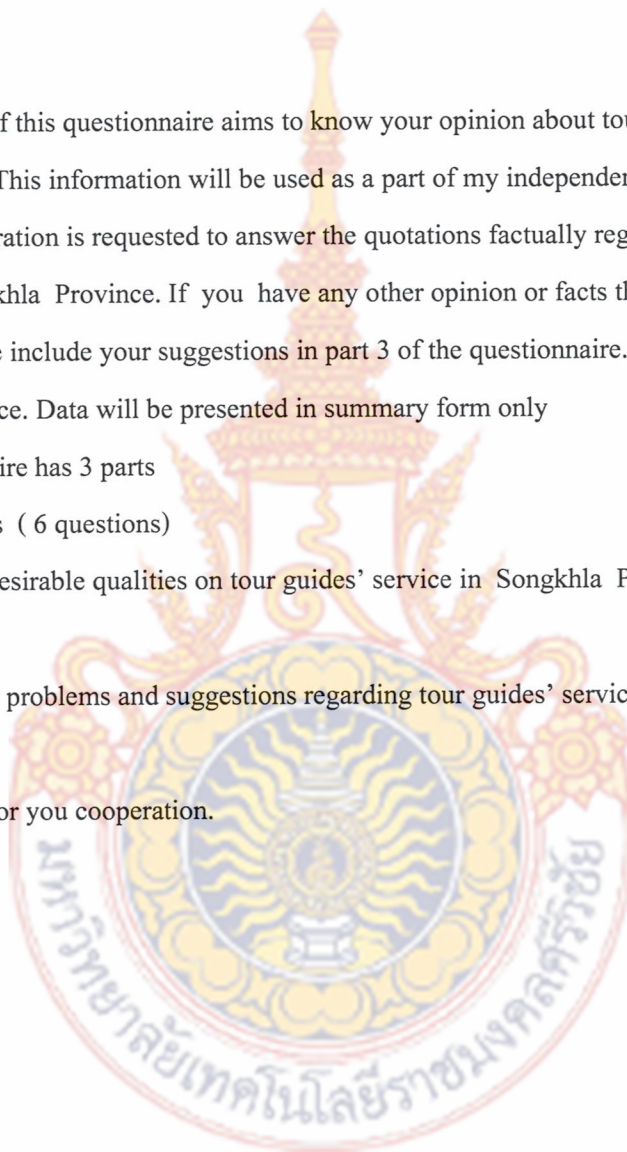 f this questionnaire aims to know your opinion about tou
This information will be used as a part of my independen
ration is requested to answer the quotations factually reg
khla Province. If you have any other opinion or facts th
e include your suggestions in part 3 of the questionnaire.
ce. Data will be presented in summary form only
ire has 3 parts
s ( 6 questions)
esirable qualities on tour guides’ service in Songkhla P
problems and suggestions regarding tour guides’ servic
or you cooperation.
มหาวิทยาลัยเทคโนโลยีราชมงคลศรีวิชัย